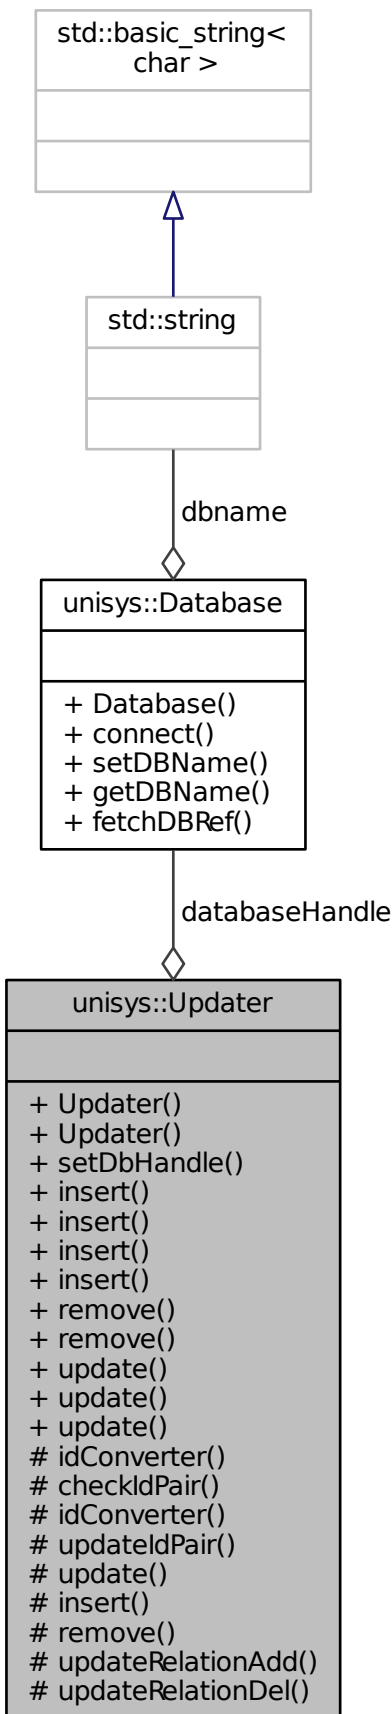 std::basic_string<
char >
std::string
dbname
unisys::Database
+ Database()
+ connect()
+ setDBName()
+ getDBName()
+ fetchDBRef()
databaseHandle
unisys::Updater
+ Updater()
+ Updater()
+ setDbHandle()
+ insert()
+ insert()
+ insert()
+ insert()
+ remove()
+ remove()
+ update()
+ update()
+ update()
# idConverter()
# checkIdPair()
# idConverter()
# updateIdPair()
# update()
# insert()
# remove()
# updateRelationAdd()
# updateRelationDel()